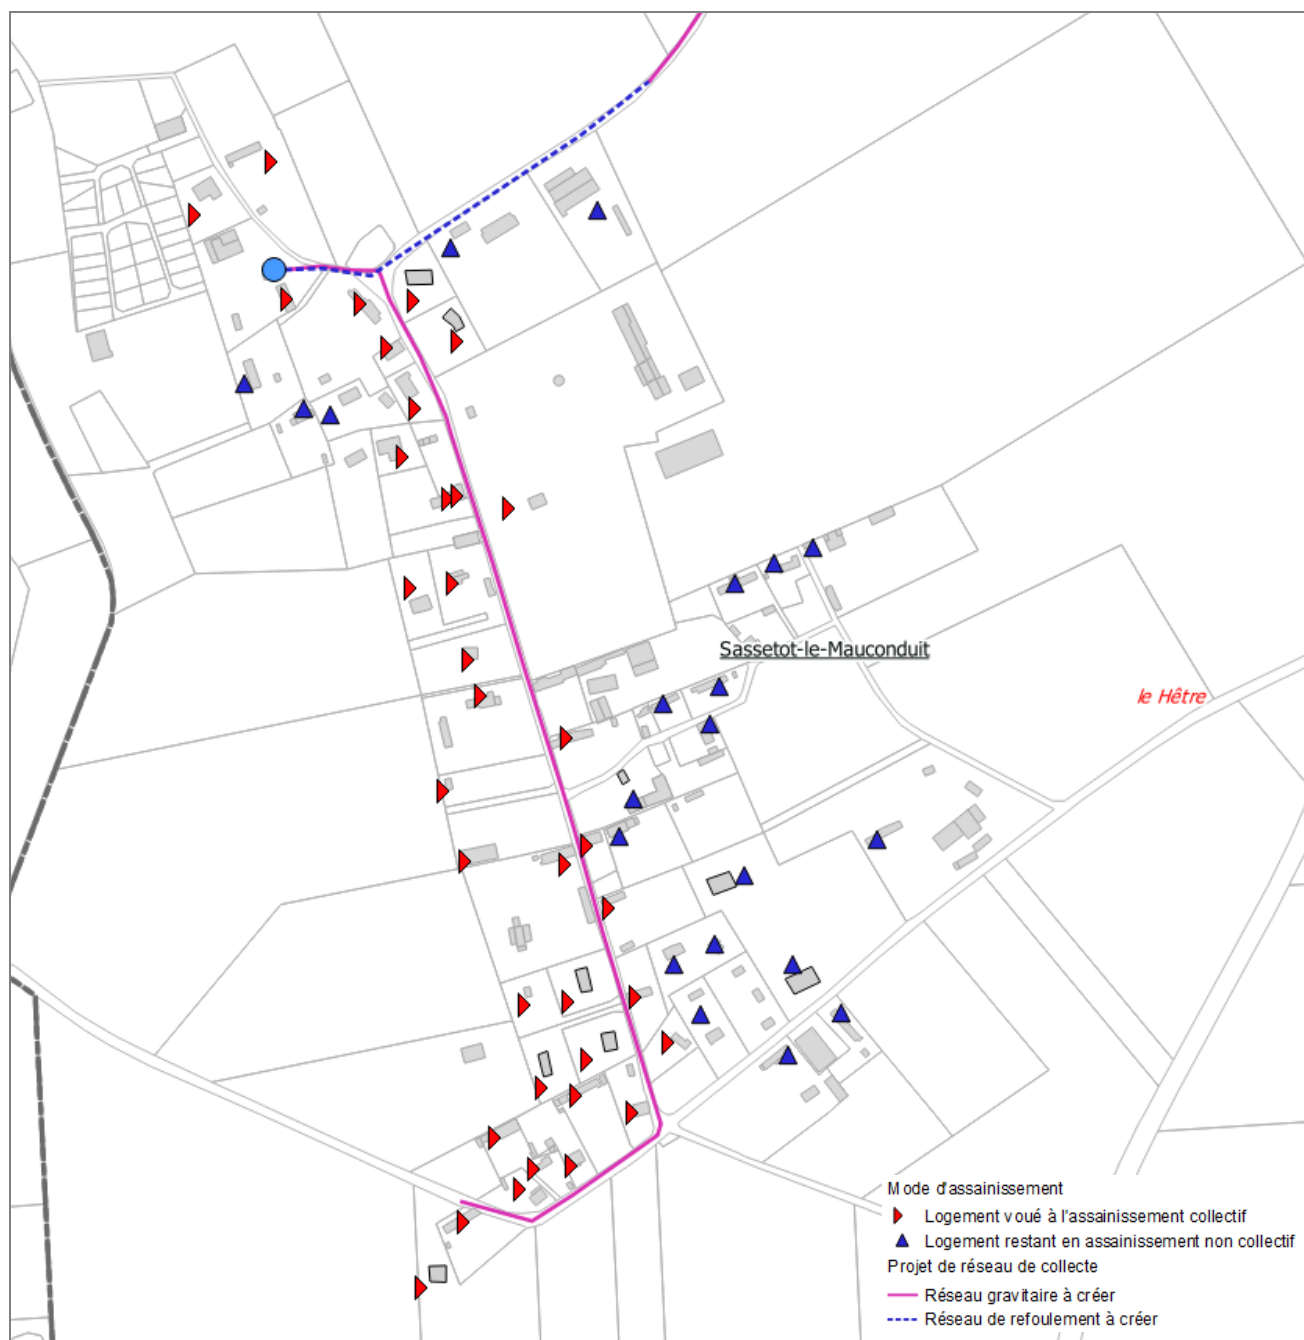 Sassetot-le-Mauconduit
le Hêtre
Mode d'assainissement
Logement voué à l'assainissement collectif
Logement restant en assainissement non collectif
Projet de réseau de collecte
Réseau gravitaire à créer
Réseau de refoulement à créer